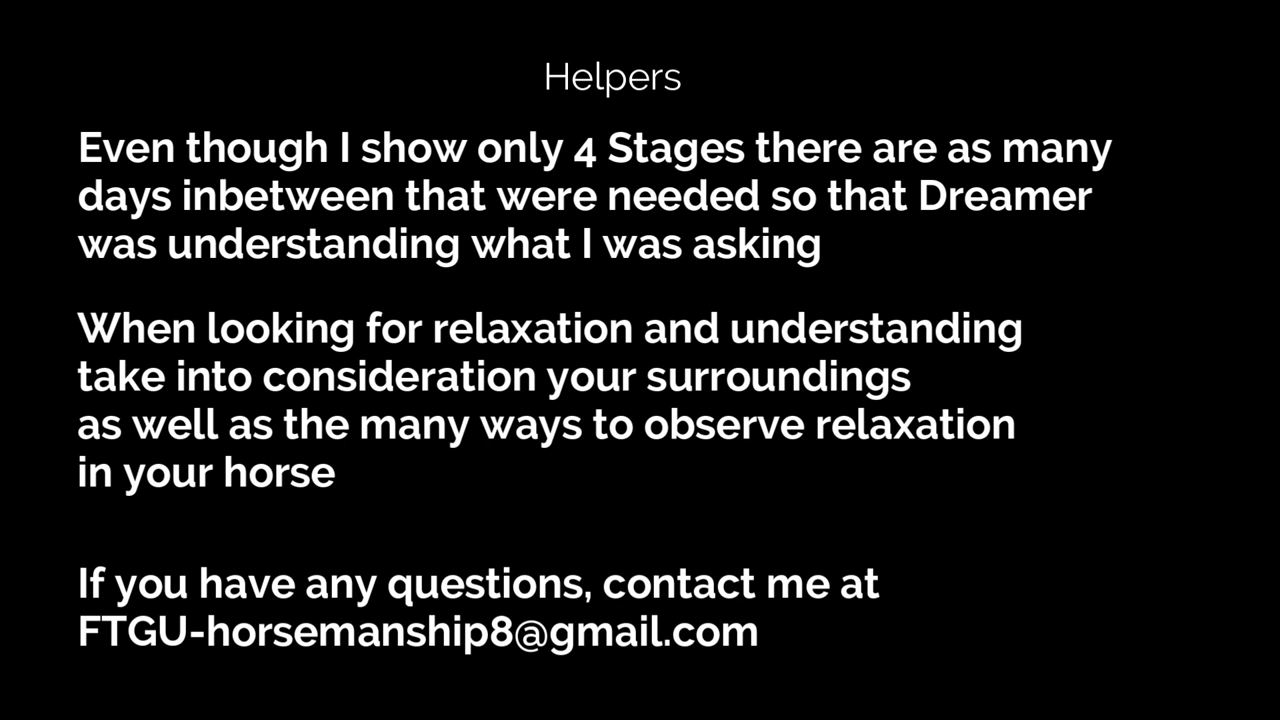 Helpers
Even though I show only 4 Stages there are as many
days inbetween that were needed so that Dreamer
was understanding what I was asking
When looking for relaxation and understanding
take into consideration your surroundings
as well as the many ways to observe relaxation
in your horse
If you have any questions, contact me at
FTGU-horsemanship8@gmail.com